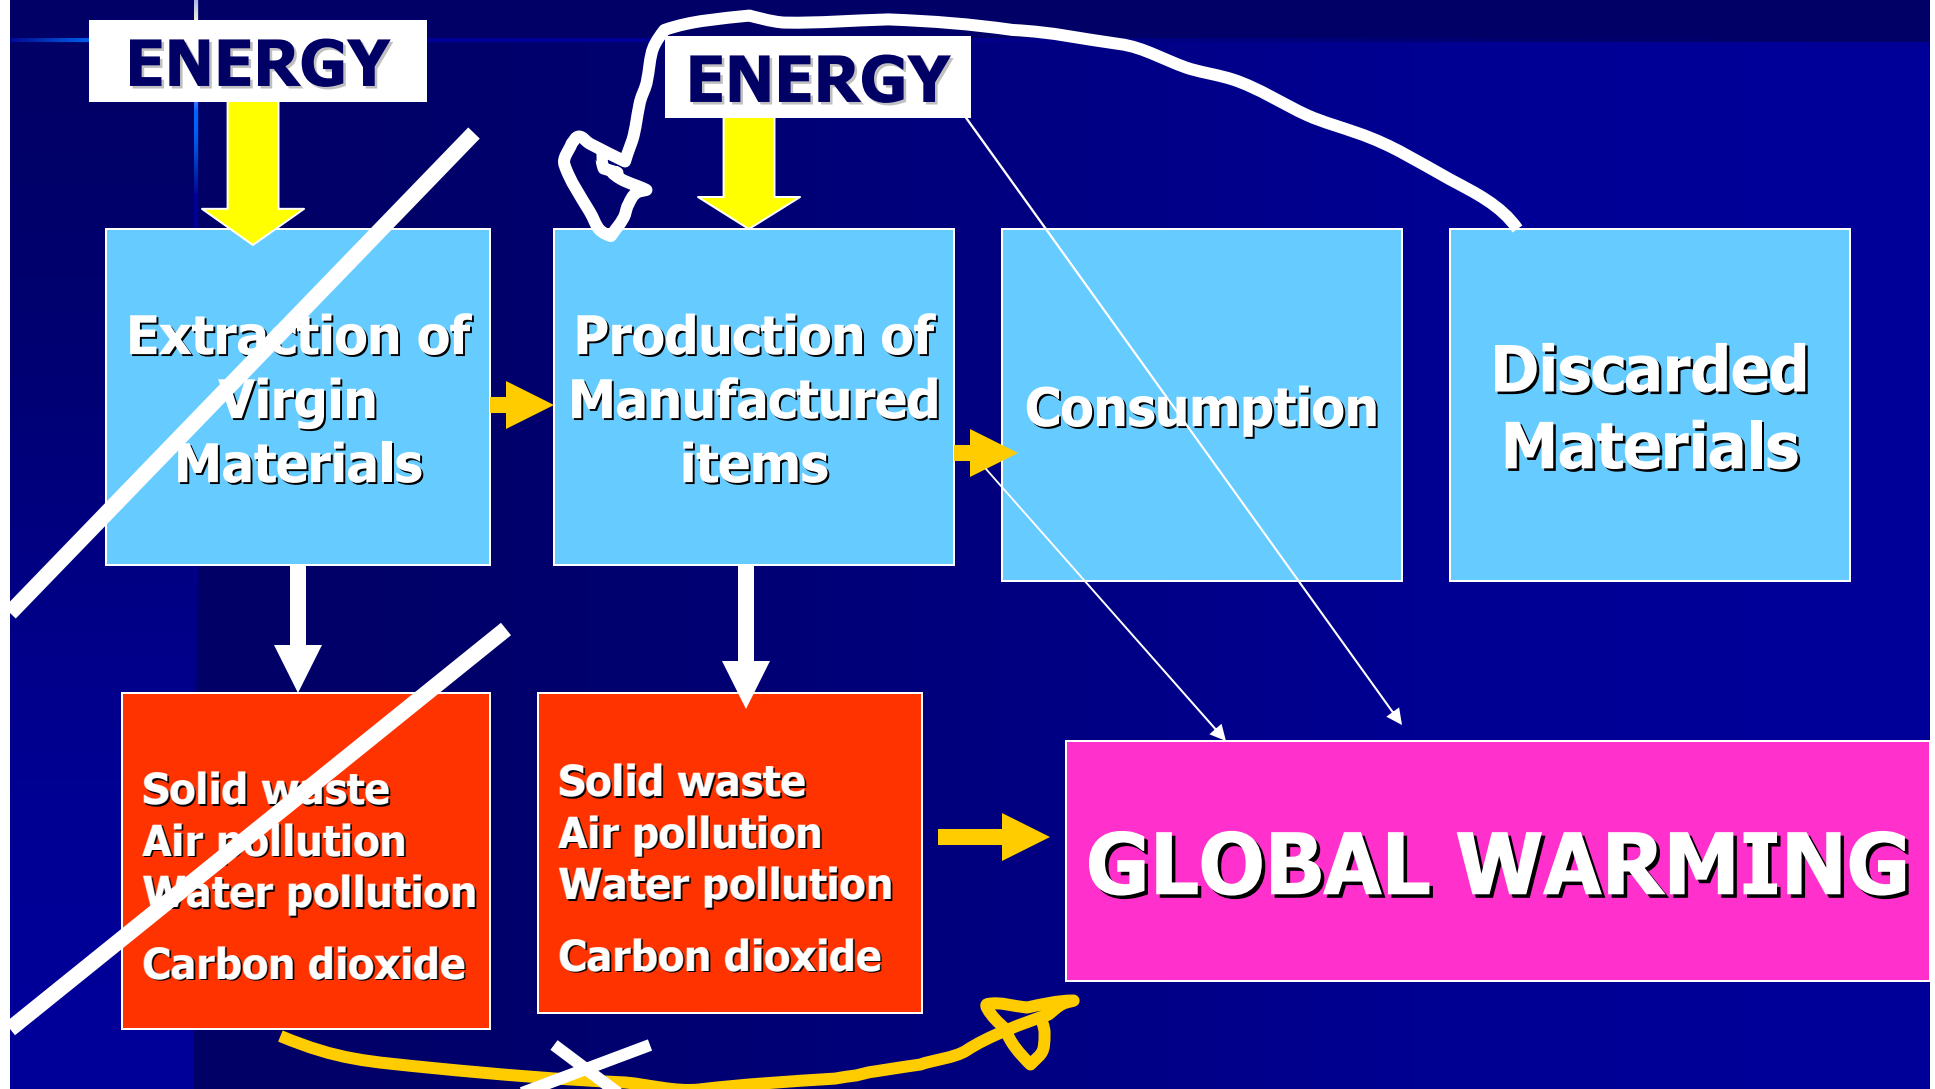 ENERGY
ENERGY
Extraction of
Virgin
Materials
Production of
Manufactured
items
Consumption
Discarded
Materials
Solid waste
Air pollution
Water pollution
Carbon dioxide
Solid waste
Air pollution
Water pollution
Carbon dioxide
GLOBAL WARMING